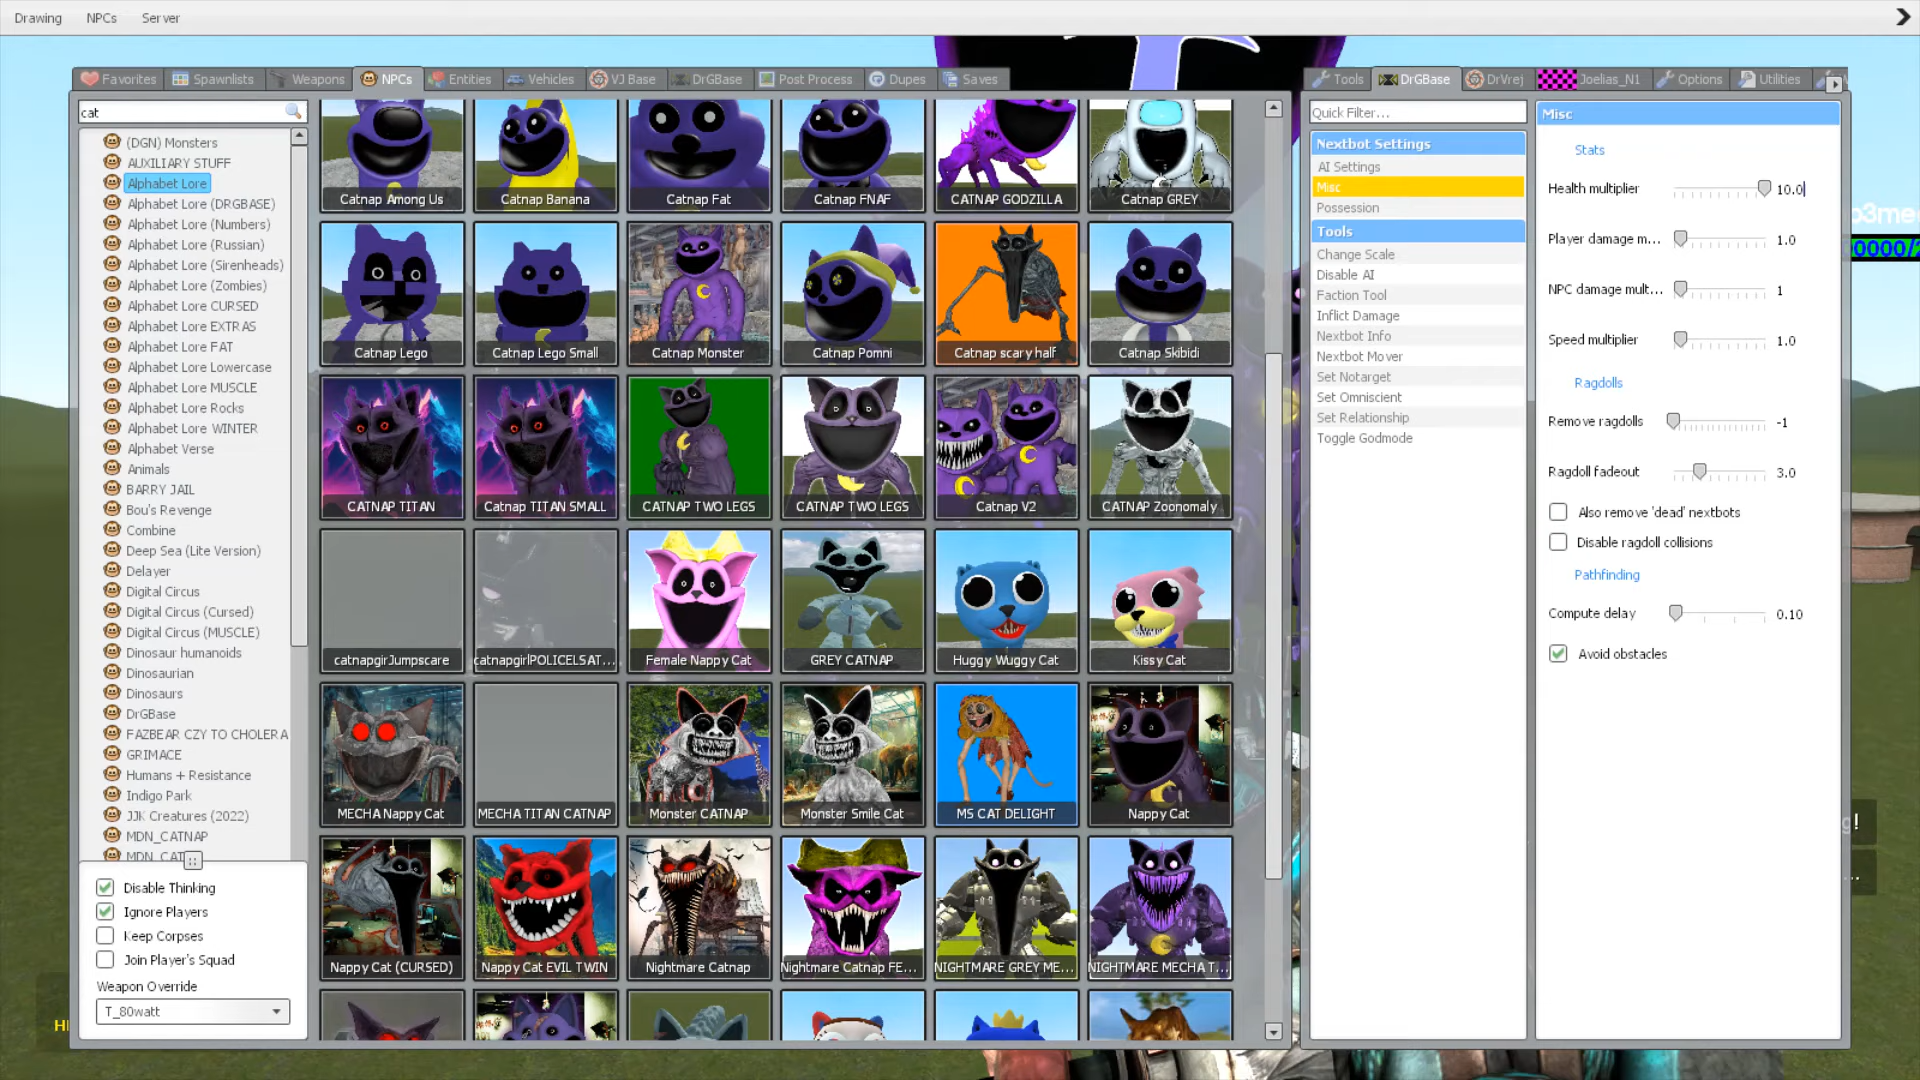 Drawing NPCs Server
Favorites Spawnlists Weapons NPCs Entities Vehicles VJ Base DrGBase Post Process Dupes Saves
Tools DrGBase DrVrej Joelias_N1 Options Utilities
cat
(DGN) Monsters
AUXILIARY STUFF
Alphabet Lore
Alphabet Lore (DRGBASE)
Alphabet Lore (Numbers)
Alphabet Lore (Russian)
Alphabet Lore (Sirenheads)
Alphabet Lore (Zombies)
Alphabet Lore CURSED
Alphabet Lore EXTRAS
Alphabet Lore FAT
Alphabet Lore Lowercase
Alphabet Lore MUSCLE
Alphabet Lore Rocks
Alphabet Lore WINTER
Alphabet Verse
Animals
BARRY JAIL
Bou's Revenge
Combine
Deep Sea (Lite Version)
Delayer
Digital Circus
Digital Circus (Cursed)
Digital Circus (MUSCLE)
Dinosaur humanoids
Dinosaurian
Dinosaurs
DrGBase
FAZBEAR CZY TO CHOLERA
GRIMACE
Humans + Resistance
Indigo Park
JJK Creatures (2022)
MDN_CATNAP
Disable Thinking
Ignore Players
Keep Corpses
Join Player's Squad
Weapon Override
T_80watt
Catnap Among Us Catnap Banana Catnap Fat Catnap FNAF CATNAP GODZILLA Catnap GREY
Catnap Lego Catnap Lego Small Catnap Monster Catnap Pomni Catnap scary half Catnap Skibidi
CATNAP TITAN Catnap TITAN SMALL CATNAP TWO LEGS CATNAP TWO LEGS Catnap V2 CATNAP Zoonomaly
catnapgirJumpscare catnapgirlPOLICELSAT... Female Nappy Cat GREY CATNAP Huggy Wuggy Cat Kissy Cat
MECHA Nappy Cat MECHA TITAN CATNAP Monster CATNAP Monster Smile Cat MS CAT DELIGHT Nappy Cat
Nappy Cat (CURSED) Nappy Cat EVIL TWIN Nightmare Catnap Nightmare Catnap FE... NIGHTMARE GREY ME... NIGHTMARE MECHA T...
Quick Filter...
Nextbot Settings
AI Settings
Misc
Possession
Tools
Change Scale
Disable AI
Faction Tool
Inflict Damage
Nextbot Info
Nextbot Mover
Set Notarget
Set Omniscient
Set Relationship
Toggle Godmode
Misc
Stats
Health multiplier 10.0
Player damage m... 1.0
NPC damage mult... 1
Speed multiplier 1.0
Ragdolls
Remove ragdolls -1
Ragdoll fadeout 3.0
Also remove 'dead' nextbots
Disable ragdoll collisions
Pathfinding
Compute delay 0.10
Avoid obstacles